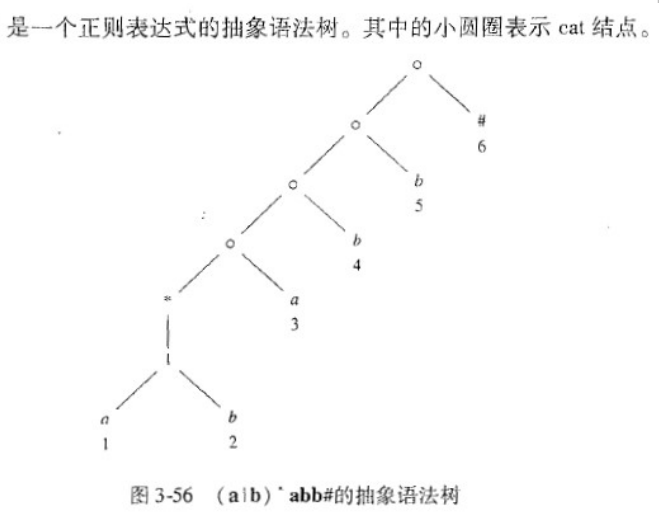 是一个正则表达式的抽象语法树。其中的小圆圈表示 cat 结点。
#
6
b
5
b
4
*
a
3
|
a
b
1
2
图 3-56 (a|b)* abb#的抽象语法树